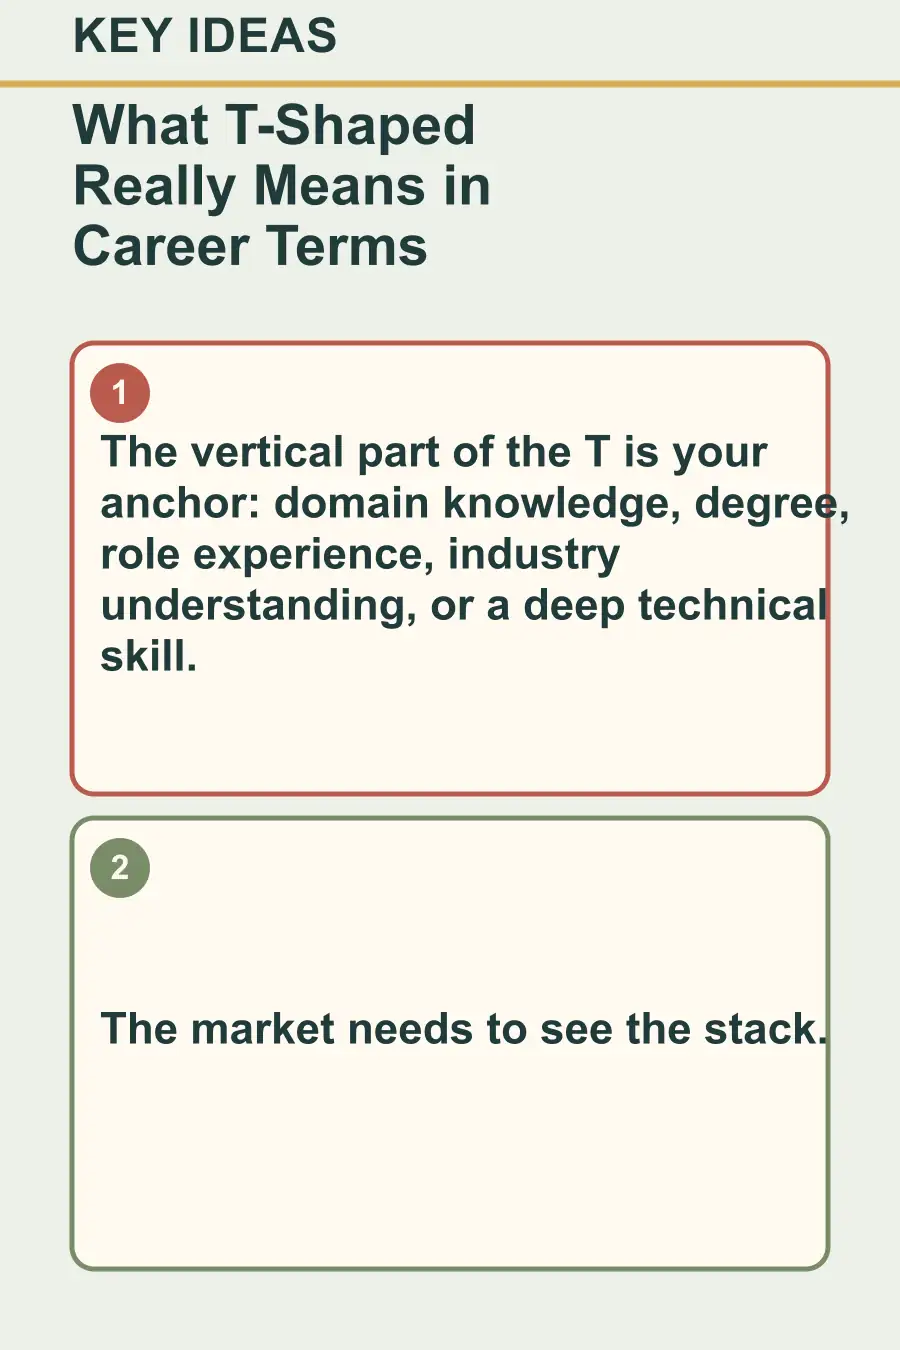 KEY IDEAS
What T-Shaped
Really Means in
Career Terms
1
The vertical part of the T is your
anchor: domain knowledge, degree,
role experience, industry
understanding, or a deep technical
skill.
2
The market needs to see the stack.